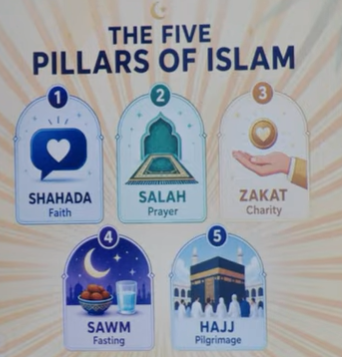 THE FIVE
PILLARS OF ISLAM
1
SHAHADA
Faith
2
SALAH
Prayer
3
ZAKAT
Charity
4
SAWM
Fasting
5
HAJJ
Pilgrimage